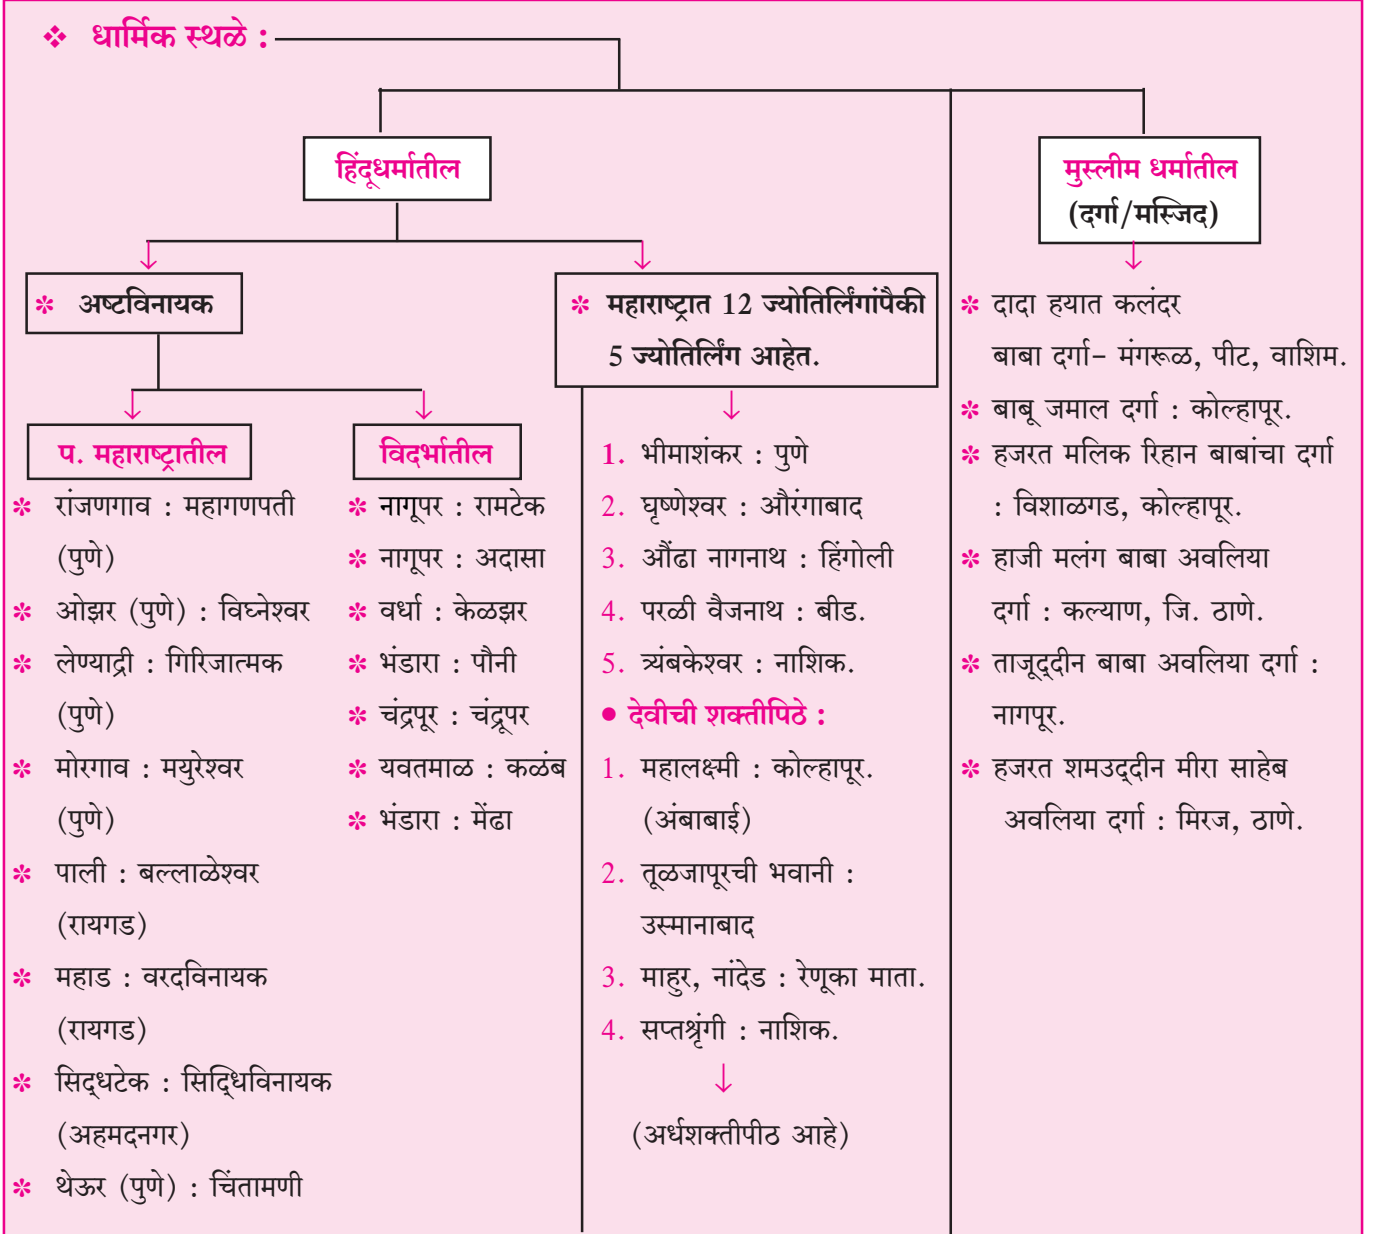 ❖ धार्मिक स्थळे :
हिंदूधर्मातील
* अष्टविनायक
प. महाराष्ट्रातील
* रांजणगाव : महागणपती
(पुणे)
* ओझर (पुणे) : विघ्नेश्वर
* लेण्याद्री : गिरिजात्मक
(पुणे)
* मोरगाव : मयुरेश्वर
(पुणे)
* पाली : बल्लाळेश्वर
(रायगड)
* महाड : वरदविनायक
(रायगड)
* सिद्धटेक : सिद्धिविनायक
(अहमदनगर)
* थेऊर (पुणे) : चिंतामणी
विदर्भातील
* नागूपर : रामटेक
* नागूपर : अदासा
* वर्धा : केळझर
* भंडारा : पौनी
* चंद्रपूर : चंद्रूपर
* यवतमाळ : कळंब
* भंडारा : मेंढा
* महाराष्ट्रात 12 ज्योतिर्लिंगांपैकी
5 ज्योतिर्लिंग आहेत.
1. भीमाशंकर : पुणे
2. घृष्णेश्वर : औरंगाबाद
3. औंढा नागनाथ : हिंगोली
4. परळी वैजनाथ : बीड.
5. त्र्यंबकेश्वर : नाशिक.
● देवीची शक्तीपिठे :
1. महालक्ष्मी : कोल्हापूर.
(अंबाबाई)
2. तूळजापूरची भवानी :
उस्मानाबाद
3. माहुर, नांदेड : रेणूका माता.
4. सप्तश्रृंगी : नाशिक.
(अर्धशक्तीपीठ आहे)
मुस्लीम धर्मातील
(दर्गा/मस्जिद)
* दादा हयात कलंदर
बाबा दर्गा- मंगरूळ, पीट, वाशिम.
* बाबू जमाल दर्गा : कोल्हापूर.
* हजरत मलिक रिहान बाबांचा दर्गा
: विशाळगड, कोल्हापूर.
* हाजी मलंग बाबा अवलिया
दर्गा : कल्याण, जि. ठाणे.
* ताजूद्दीन बाबा अवलिया दर्गा :
नागपूर.
* हजरत शमउद्दीन मीरा साहेब
अवलिया दर्गा : मिरज, ठाणे.